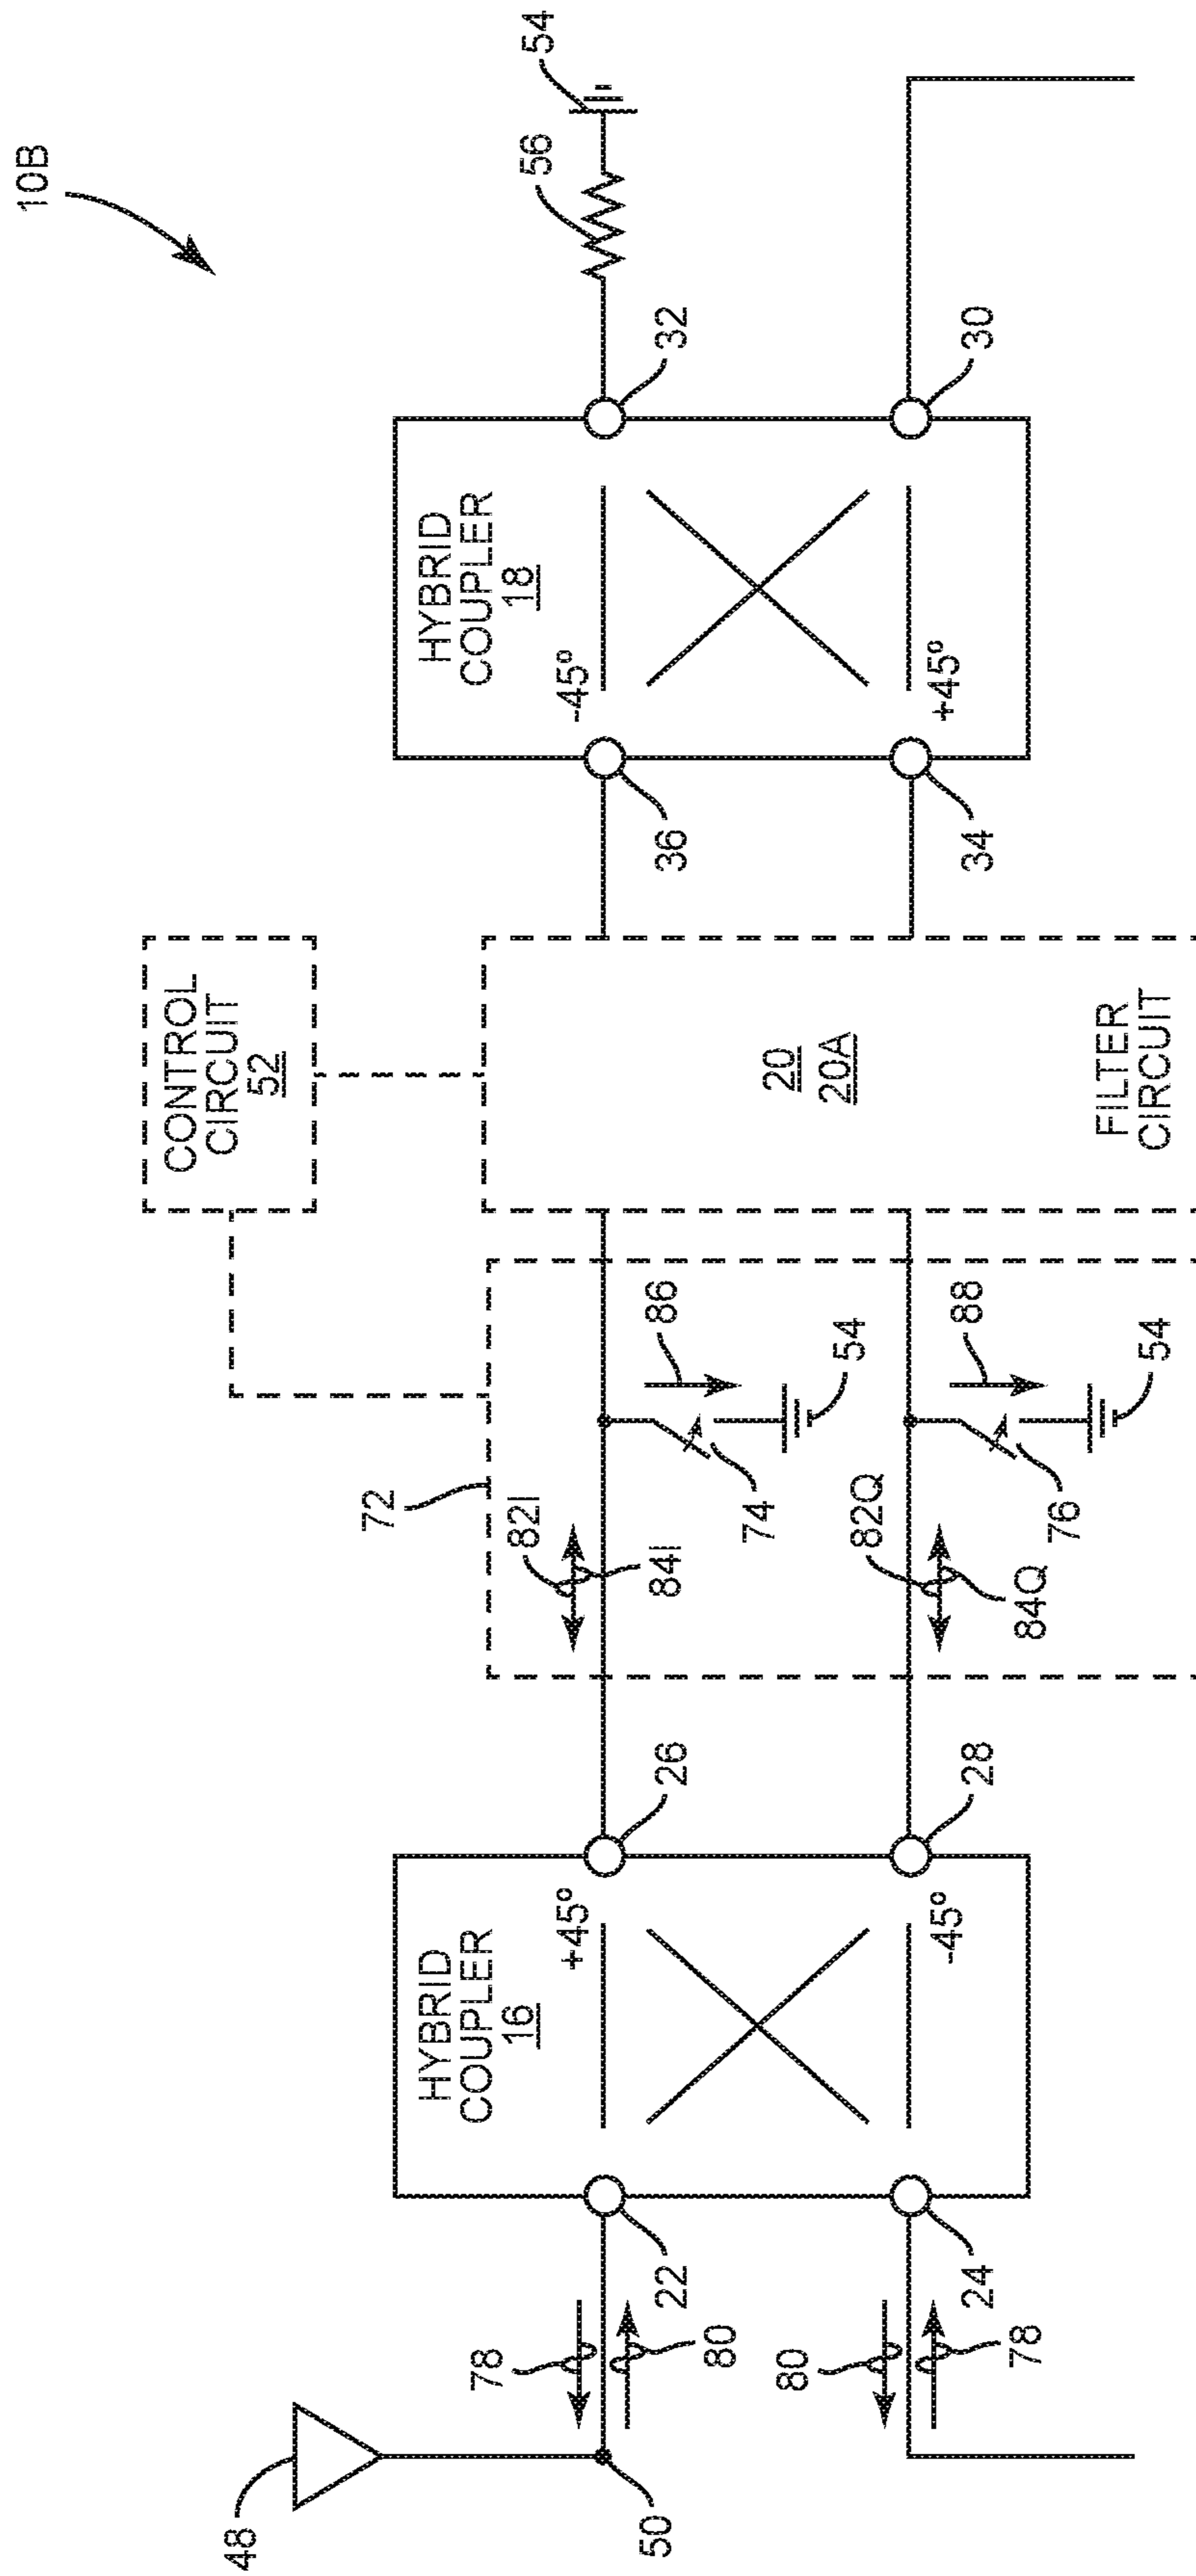 10B
48
50
78
80
80
78
22
24
HYBRID
COUPLER
16
+45°
-45°
26
28
72
82I
84I
82Q
84Q
74
76
86
88
54
54
CONTROL
CIRCUIT
52
20
20A
FILTER
CIRCUIT
36
34
HYBRID
COUPLER
18
-45°
+45°
32
30
56
54